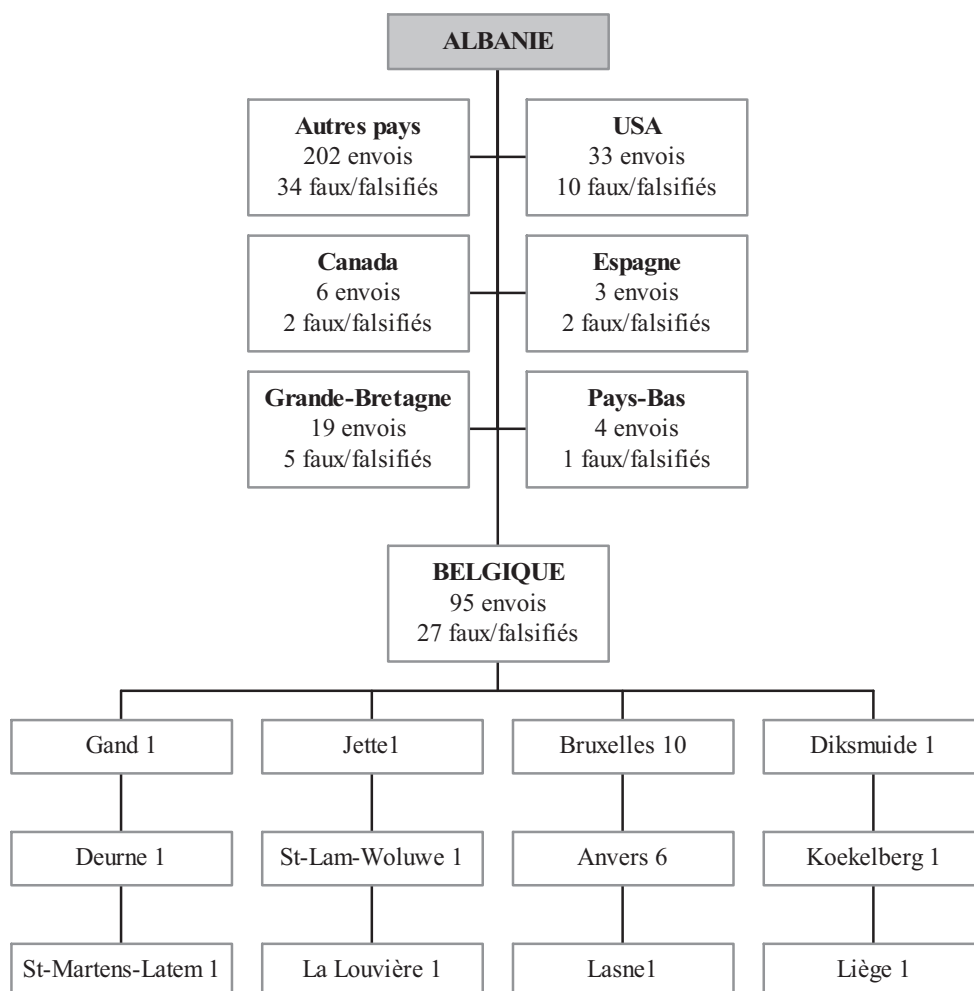 ALBANIE
Autres pays
202 envois
34 faux/falsifiés
USA
33 envois
10 faux/falsifiés
Canada
6 envois
2 faux/falsifiés
Espagne
3 envois
2 faux/falsifiés
Grande-Bretagne
19 envois
5 faux/falsifiés
Pays-Bas
4 envois
1 faux/falsifiés
BELGIQUE
95 envois
27 faux/falsifiés
Gand 1
Jette1
Bruxelles 10
Diksmuide 1
Deurne 1
St-Lam-Woluwe 1
Anvers 6
Koekelberg 1
St-Martens-Latem 1
La Louvière 1
Lasne1
Liège 1